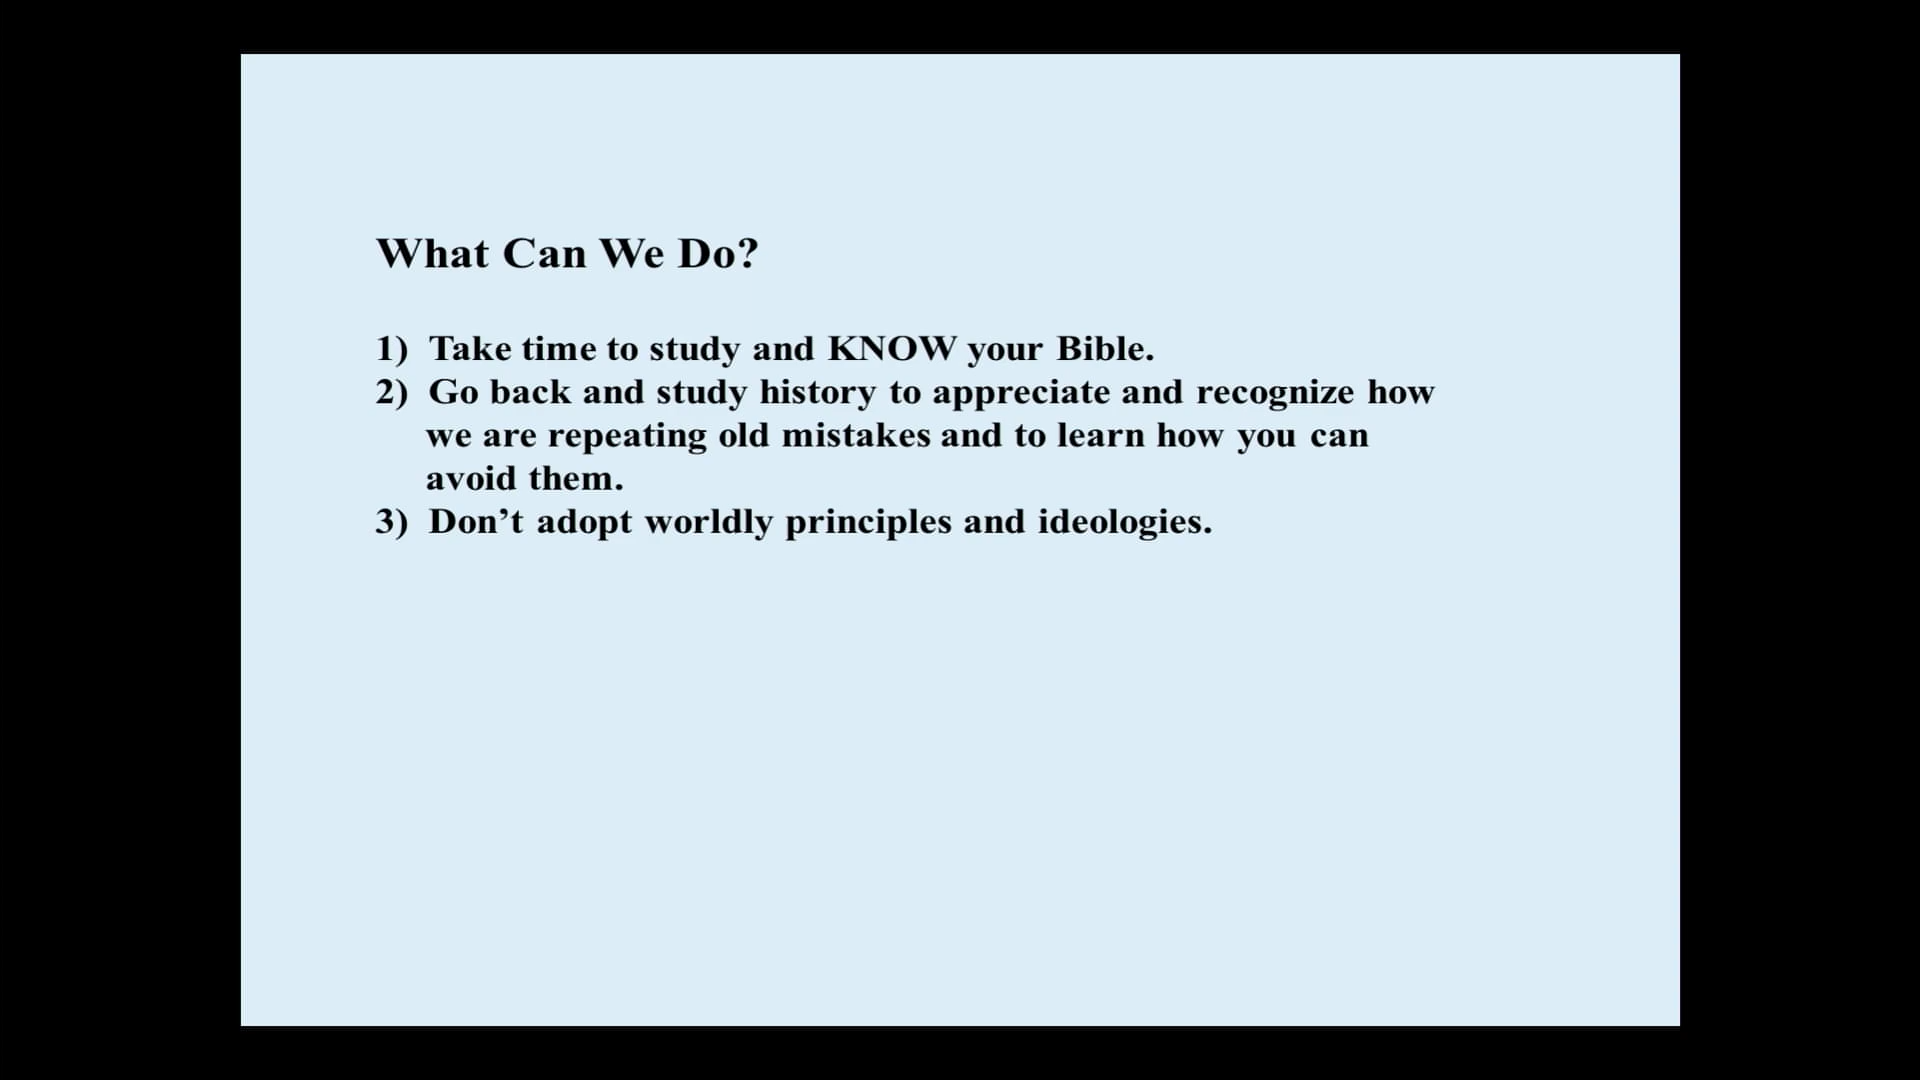 What Can We Do?
1) Take time to study and KNOW your Bible.
2) Go back and study history to appreciate and recognize how
we are repeating old mistakes and to learn how you can
avoid them.
3) Don’t adopt worldly principles and ideologies.